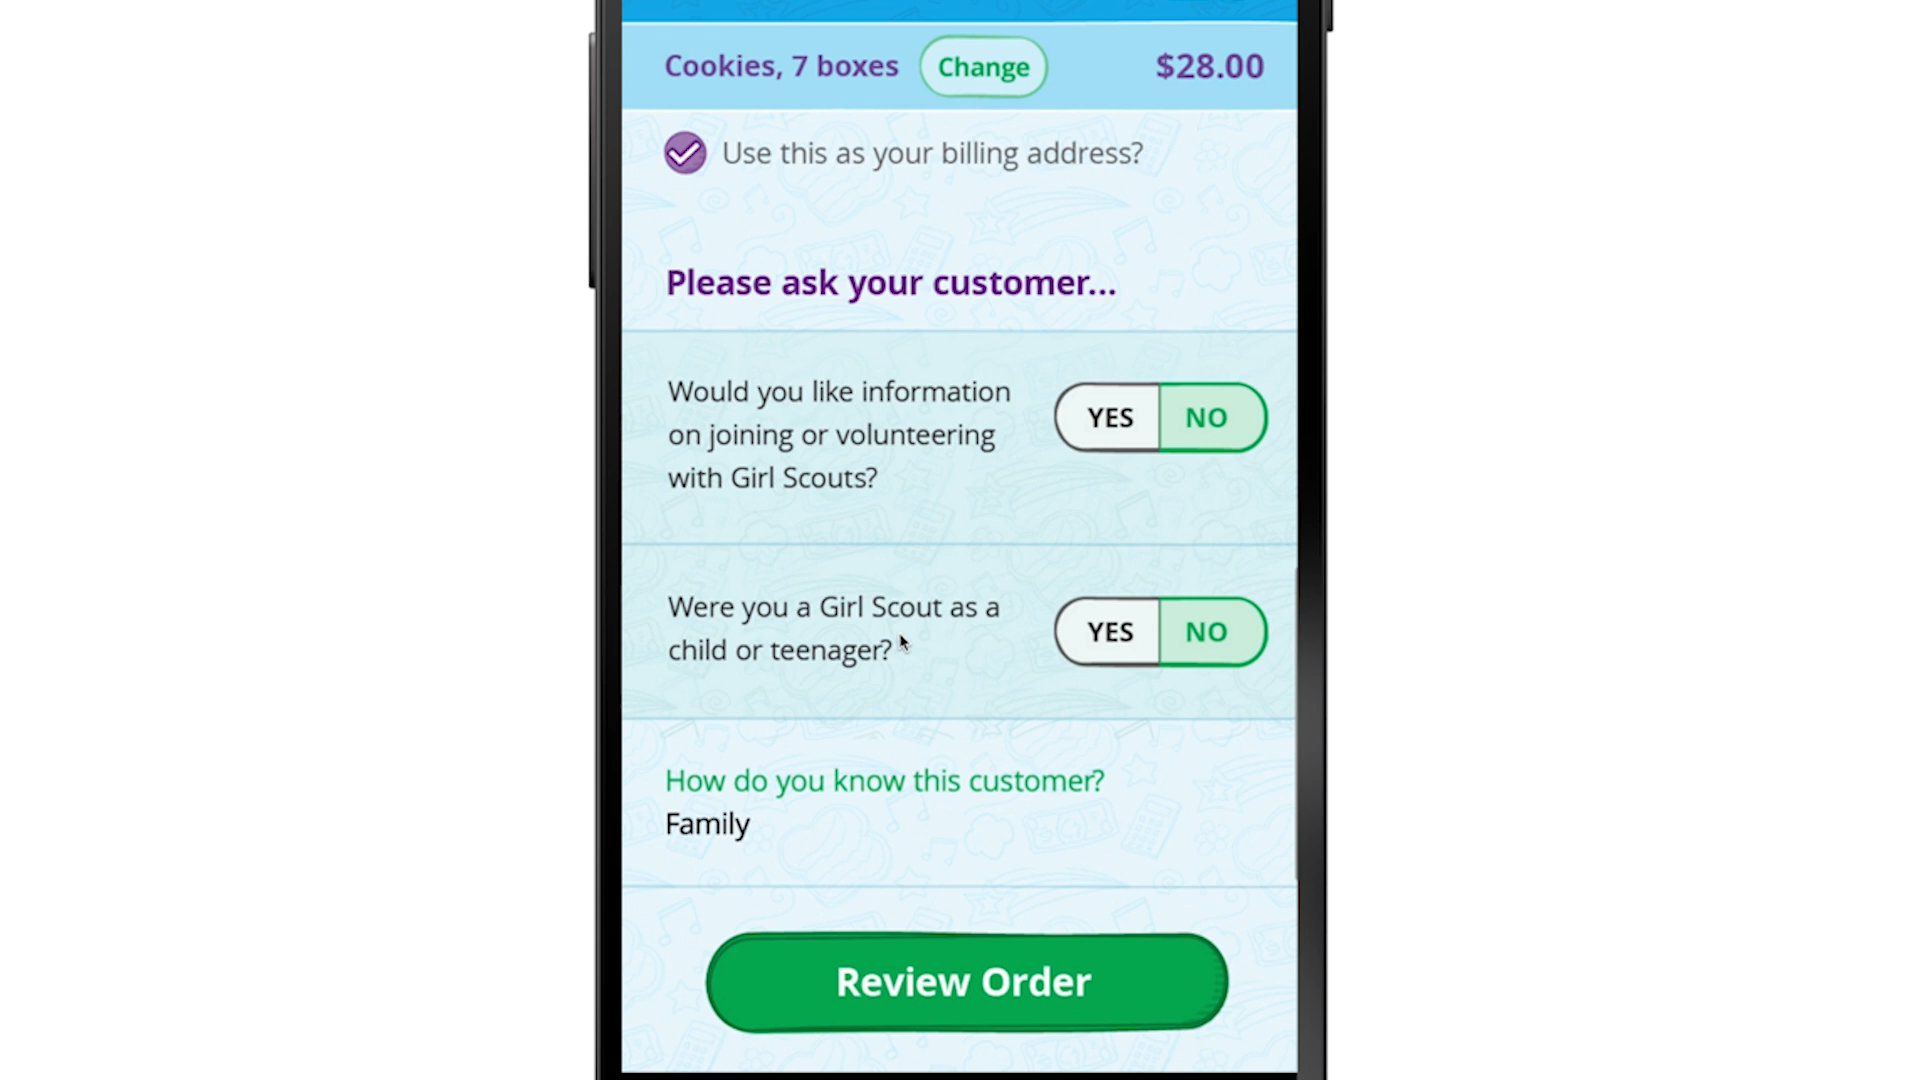 Cookies, 7 boxes Change $28.00
Use this as your billing address?
Please ask your customer...
Would you like information
on joining or volunteering
with Girl Scouts?
YES NO
Were you a Girl Scout as a
child or teenager?
YES NO
How do you know this customer?
Family
Review Order